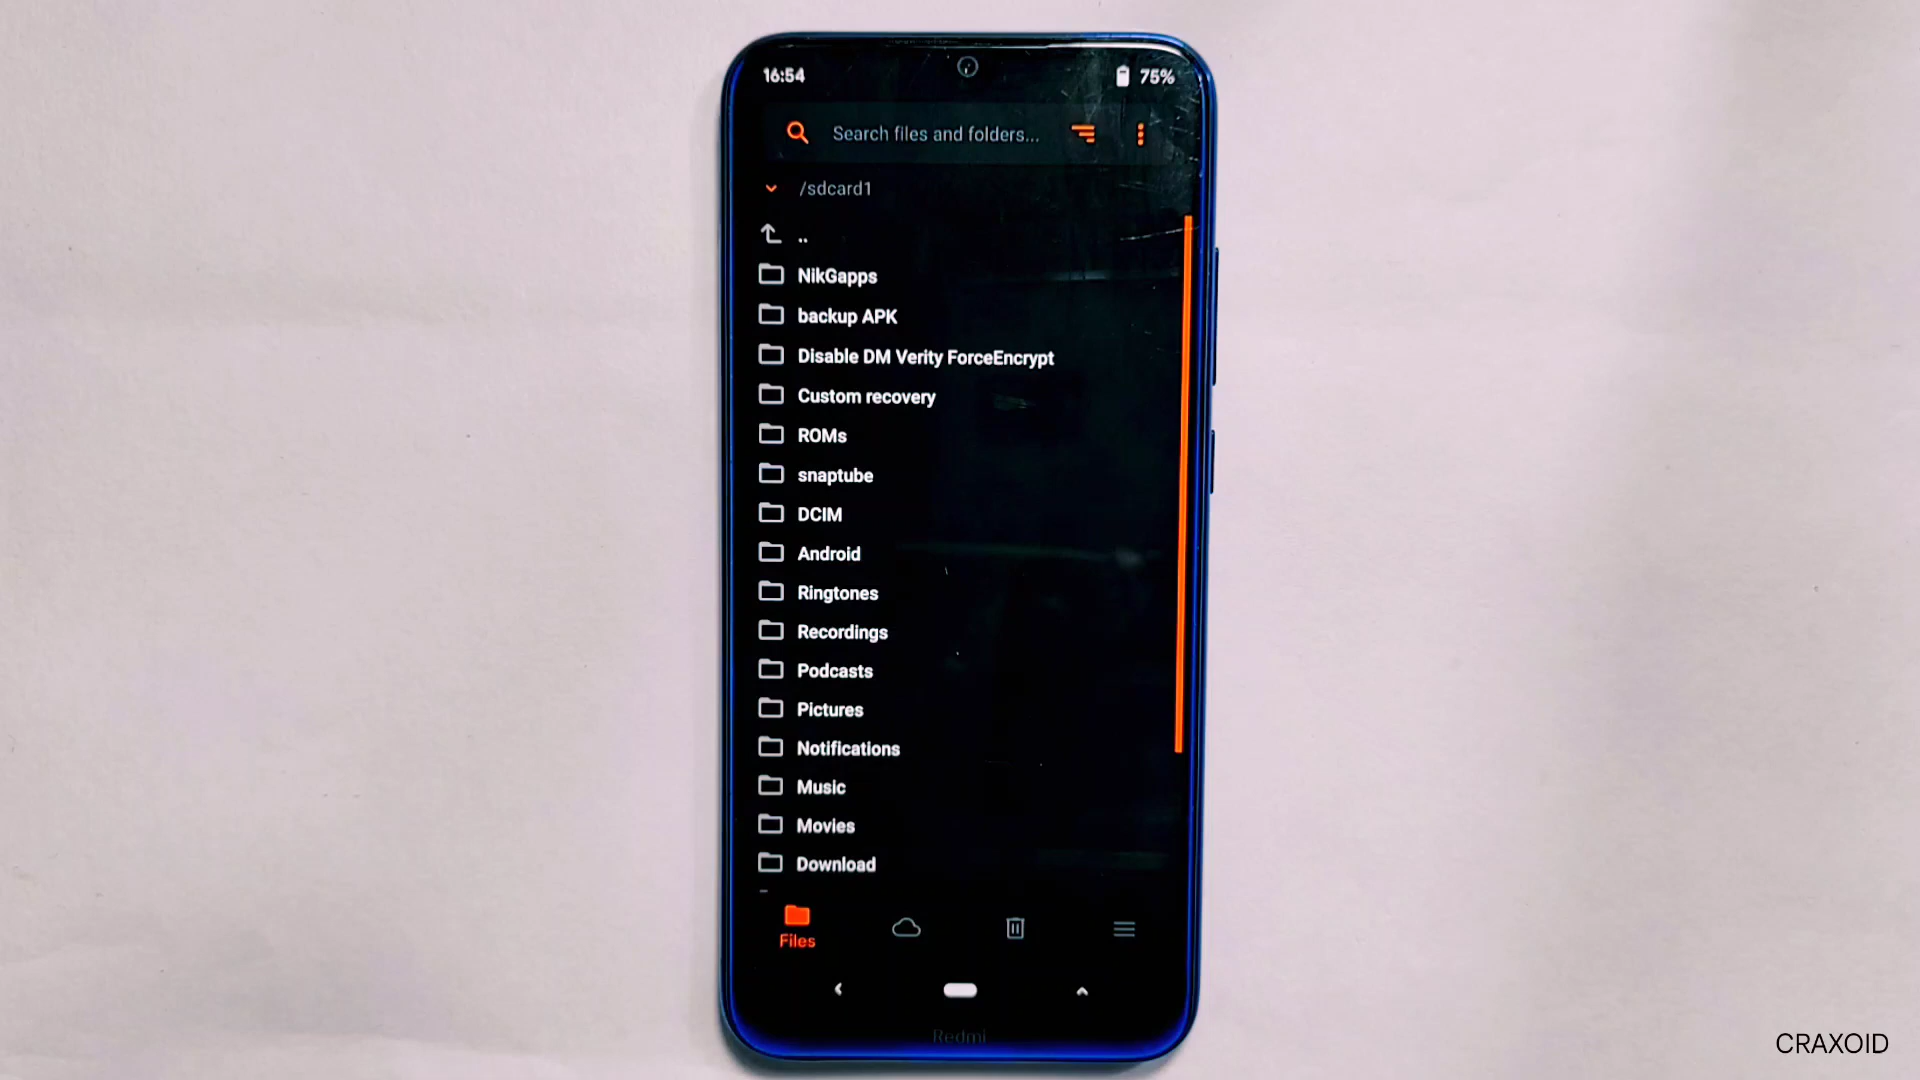 16:54
75%
Search files and folders...
/sdcard1
..
NikGapps
backup APK
Disable DM Verity ForceEncrypt
Custom recovery
ROMs
snaptube
DCIM
Android
Ringtones
Recordings
Podcasts
Pictures
Notifications
Music
Movies
Download
Files
Redmi
CRAXOID